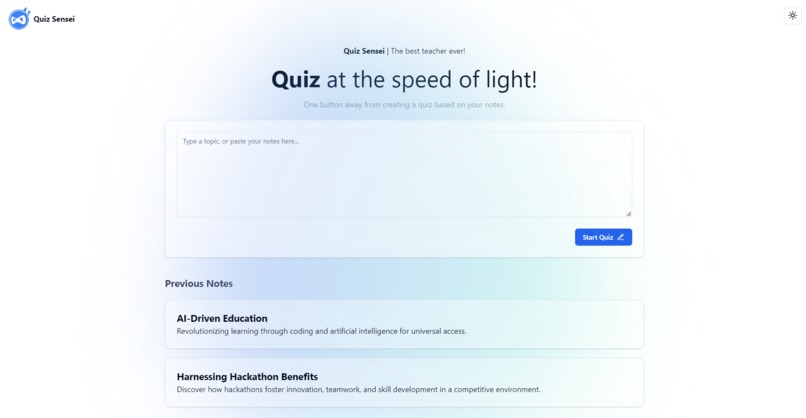 Quiz Sensei
Quiz Sensei | The best teacher ever!
Quiz at the speed of light!
One button away from creating a quiz based on your notes.
Type a topic, or paste your notes here...
Start Quiz
Previous Notes
AI-Driven Education
Revolutionizing learning through coding and artificial intelligence for universal access.
Harnessing Hackathon Benefits
Discover how hackathons foster innovation, teamwork, and skill development in a competitive environment.